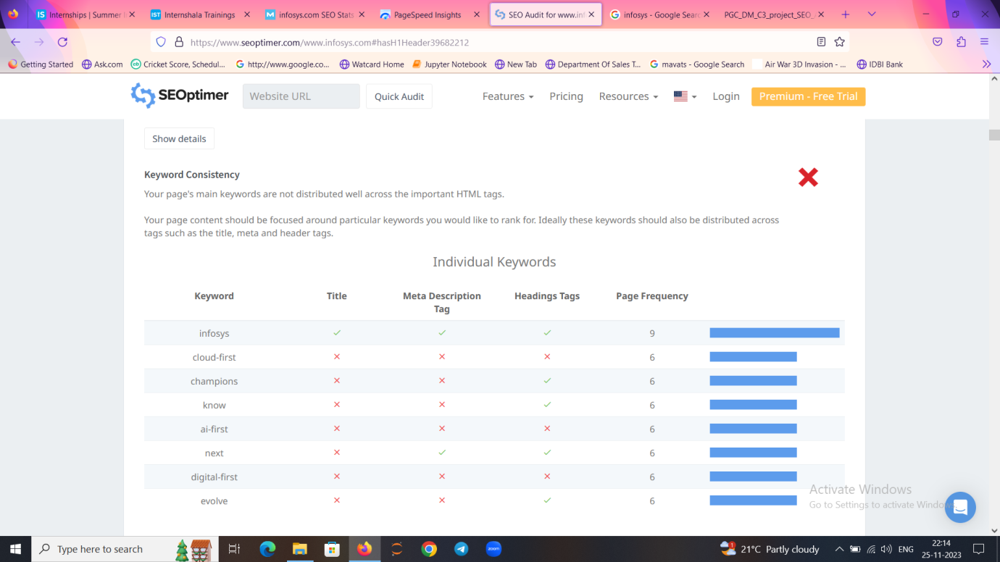 Internships | Summer
Internshala Trainings
infosys.com SEO Stats
PageSpeed Insights
SEO Audit for www.inf
infosys - Google Searc
PGC_DM_C3_project_SEO_
https://www.seoptimer.com/www.infosys.com#hasH1Header39682212
Getting Started
Ask.com
Cricket Score, Schedul...
http://www.google.co...
Watcard Home
Jupyter Notebook
New Tab
Department Of Sales T...
mavats - Google Search
Air War 3D Invasion - ...
IDBI Bank
SEOptimer
Website URL
Quick Audit
Features
Pricing
Resources
Login
Premium - Free Trial
Show details
Keyword Consistency
Your page's main keywords are not distributed well across the important HTML tags.
Your page content should be focused around particular keywords you would like to rank for. Ideally these keywords should also be distributed across
tags such as the title, meta and header tags.
Individual Keywords
Keyword Title Meta Description Tag Headings Tags Page Frequency
infosys 9
cloud-first 6
champions 6
know 6
ai-first 6
next 6
digital-first 6
evolve 6
Activate Windows
Go to Settings to activate Windo
Type here to search
zoom
1
21°C Partly cloudy
ENG
22:14
25-11-2023